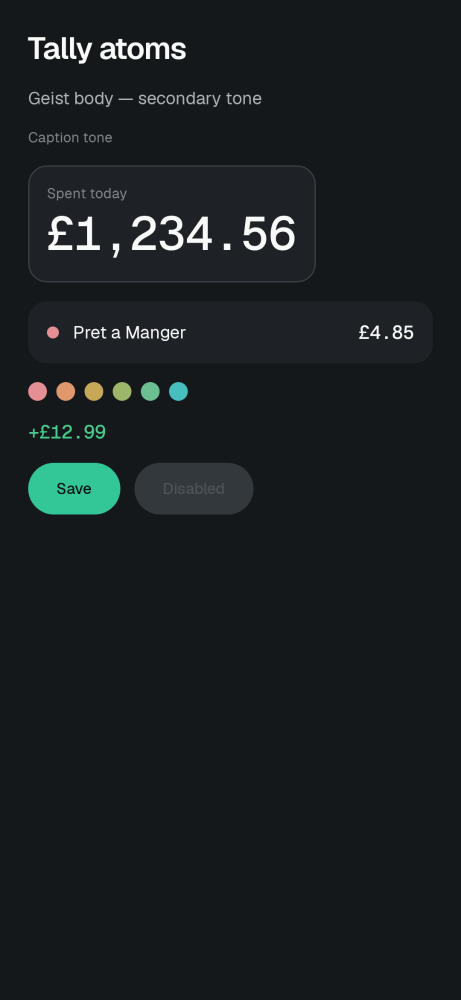 Tally atoms
Geist body — secondary tone
Caption tone
Spent today
£1,234.56
Pret a Manger £4.85
+£12.99
Save Disabled